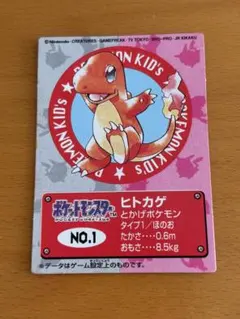 ©Nintendo・CREATURES・GAMEFREAK・TV TOKYO・SHO-PRO・JR KIKAKU
POKEMON KID's
POKEMON KID's
POKEMON KID's
ポケットモンスター
NO.1
ヒトカゲ
とかげポケモン
タイプ1/ほのお
たかさ・・・・0.6m
おもさ・・・・8.5kg
※データはゲーム設定上のものです。